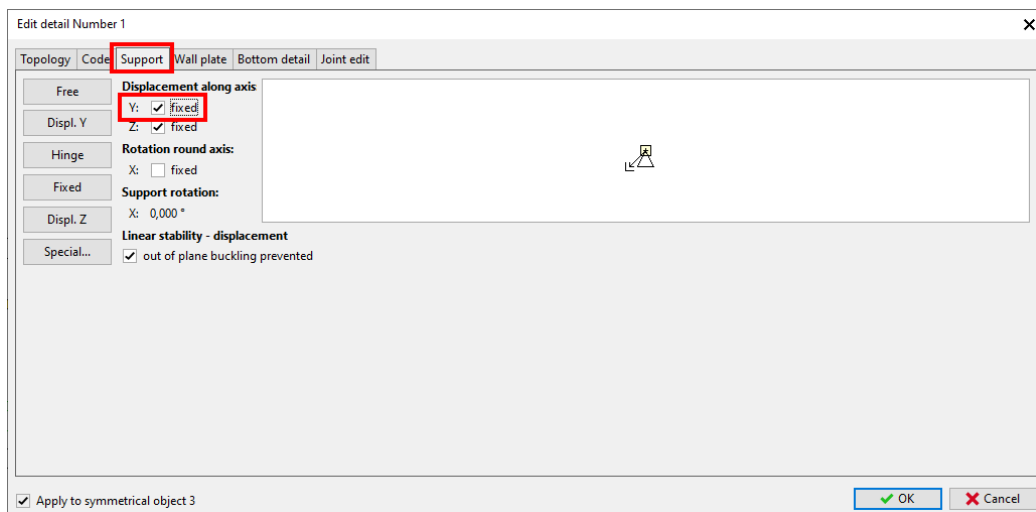 Edit detail Number 1
Topology Code Support Wall plate Bottom detail Joint edit
Free
Displ. Y
Hinge
Fixed
Displ. Z
Special...
Displacement along axis
Y: fixed
Z: fixed
Rotation round axis:
X: fixed
Support rotation:
X: 0,000 °
Linear stability - displacement
out of plane buckling prevented
Apply to symmetrical object 3
OK Cancel